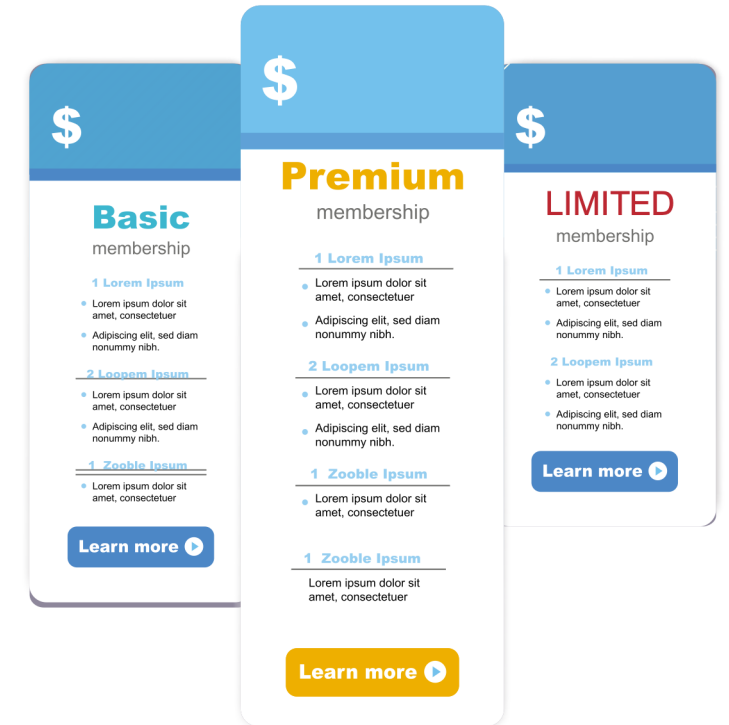 $
Basic
membership
1 Lorem Ipsum
Lorem ipsum dolor sit
amet, consectetuer
Adipiscing elit, sed diam
nonummy nibh.
2 Loopem Ipsum
Lorem ipsum dolor sit
amet, consectetuer
Adipiscing elit, sed diam
nonummy nibh.
1 Zooble Ipsum
Lorem ipsum dolor sit
amet, consectetuer
Learn more
$
Premium
membership
1 Lorem Ipsum
Lorem ipsum dolor sit
amet, consectetuer
Adipiscing elit, sed diam
nonummy nibh.
2 Loopem Ipsum
Lorem ipsum dolor sit
amet, consectetuer
Adipiscing elit, sed diam
nonummy nibh.
1 Zooble Ipsum
Lorem ipsum dolor sit
amet, consectetuer
1 Zooble Ipsum
Lorem ipsum dolor sit
amet, consectetuer
Learn more
$
LIMITED
membership
1 Lorem Ipsum
Lorem ipsum dolor sit
amet, consectetuer
Adipiscing elit, sed diam
nonummy nibh.
2 Loopem Ipsum
Lorem ipsum dolor sit
amet, consectetuer
Adipiscing elit, sed diam
nonummy nibh.
Learn more